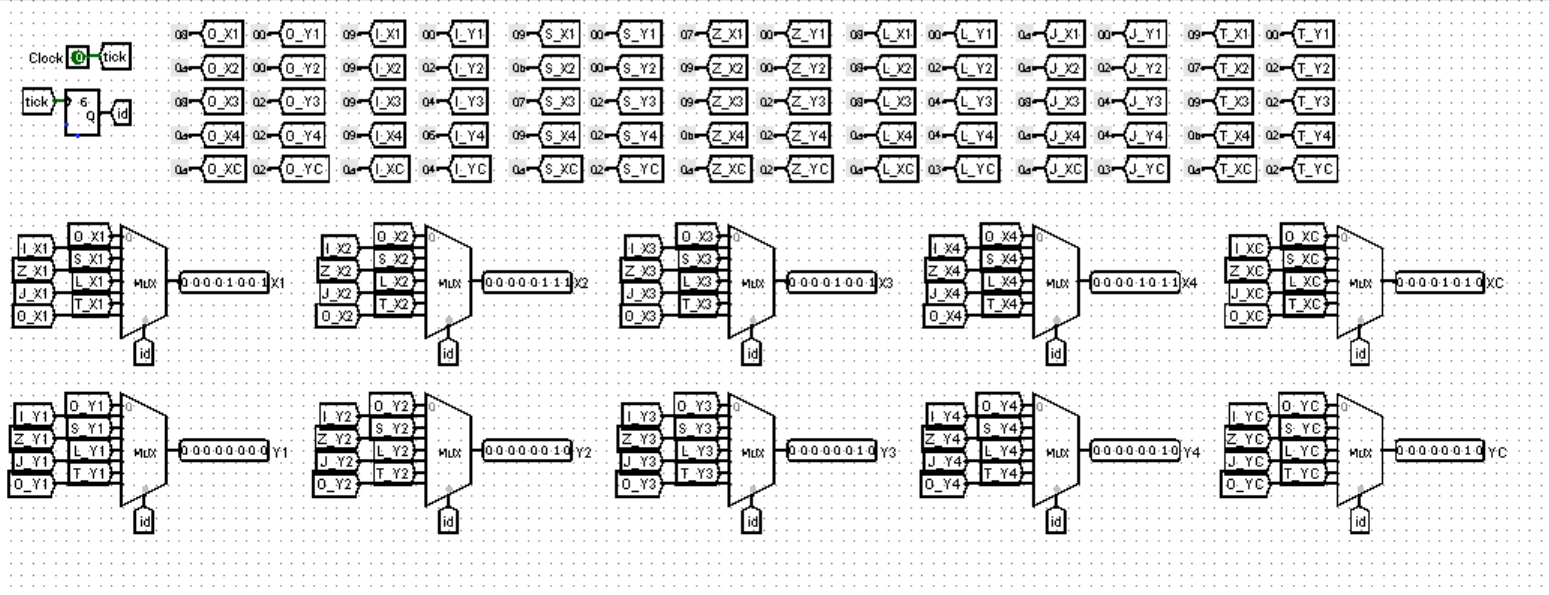 08 O_X1 00 O_Y1 09 I_X1 00 I_Y1 09 S_X1 00 S_Y1 07 Z_X1 00 Z_Y1 08 L_X1 00 L_Y1 0a J_X1 00 J_Y1 09 T_X1 00 T_Y1
Clock 0 tick
0a O_X2 00 O_Y2 09 I_X2 02 I_Y2 0b S_X2 00 S_Y2 09 Z_X2 00 Z_Y2 08 L_X2 02 L_Y2 0a J_X2 02 J_Y2 07 T_X2 02 T_Y2
tick 6 Q id
08 O_X3 02 O_Y3 09 I_X3 04 I_Y3 07 S_X3 02 S_Y3 09 Z_X3 02 Z_Y3 08 L_X3 04 L_Y3 08 J_X3 04 J_Y3 09 T_X3 02 T_Y3
0a O_X4 02 O_Y4 09 I_X4 06 I_Y4 09 S_X4 02 S_Y4 0b Z_X4 02 Z_Y4 0a L_X4 04 L_Y4 0a J_X4 04 J_Y4 0b T_X4 02 T_Y4
0a O_XC 02 O_YC 0a I_XC 04 I_YC 0a S_XC 02 S_YC 0a Z_XC 02 Z_YC 0a L_XC 03 L_YC 0a J_XC 03 J_YC 0a T_XC 02 T_YC
O_X1 0 O_X2 0 O_X3 0 O_X4 0 O_XC 0
I_X1 I_X2 I_X3 I_X4 I_XC
S_X1 S_X2 S_X3 S_X4 S_XC
Z_X1 Z_X2 Z_X3 Z_X4 Z_XC
L_X1 MUX 00001001 X1 L_X2 MUX 00000111 X2 L_X3 MUX 00001001 X3 L_X4 MUX 00001011 X4 L_XC MUX 00001010 XC
J_X1 J_X2 J_X3 J_X4 J_XC
T_X1 T_X2 T_X3 T_X4 T_XC
O_X1 O_X2 O_X3 O_X4 O_XC
id id id id id
O_Y1 0 O_Y2 0 O_Y3 0 O_Y4 0 O_YC 0
I_Y1 I_Y2 I_Y3 I_Y4 I_YC
S_Y1 S_Y2 S_Y3 S_Y4 S_YC
Z_Y1 Z_Y2 Z_Y3 Z_Y4 Z_YC
L_Y1 MUX 00000000 Y1 L_Y2 MUX 00000010 Y2 L_Y3 MUX 00000010 Y3 L_Y4 MUX 00000010 Y4 L_YC MUX 00000010 YC
J_Y1 J_Y2 J_Y3 J_Y4 J_YC
T_Y1 T_Y2 T_Y3 T_Y4 T_YC
O_Y1 O_Y2 O_Y3 O_Y4 O_YC
id id id id id